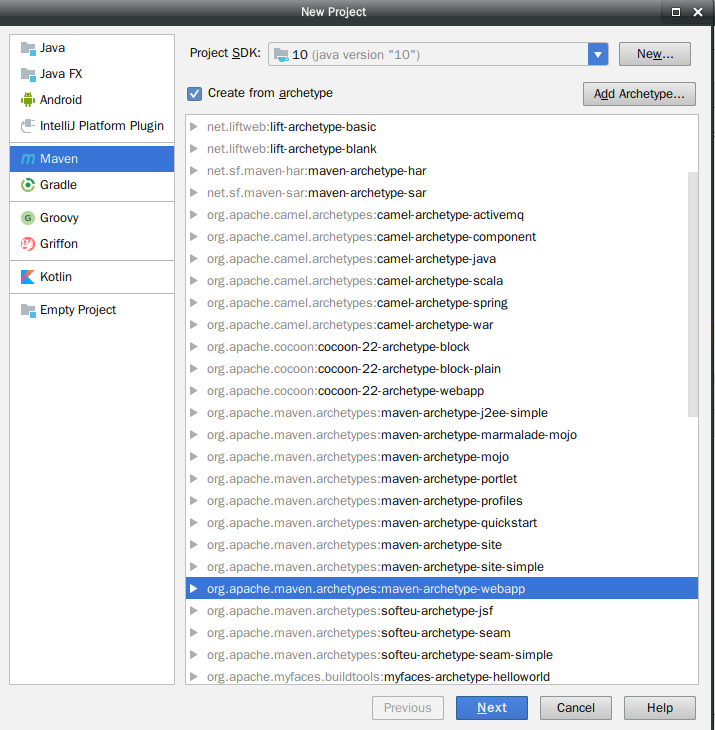 New Project
Java
Java FX
Android
IntelliJ Platform Plugin
Maven
Gradle
Groovy
Griffon
Kotlin
Empty Project
Project SDK: 10 (java version "10") New...
Create from archetype Add Archetype...
net.liftweb:lift-archetype-basic
net.liftweb:lift-archetype-blank
net.sf.maven-har:maven-archetype-har
net.sf.maven-sar:maven-archetype-sar
org.apache.camel.archetypes:camel-archetype-activemq
org.apache.camel.archetypes:camel-archetype-component
org.apache.camel.archetypes:camel-archetype-java
org.apache.camel.archetypes:camel-archetype-scala
org.apache.camel.archetypes:camel-archetype-spring
org.apache.camel.archetypes:camel-archetype-war
org.apache.cocoon:cocoon-22-archetype-block
org.apache.cocoon:cocoon-22-archetype-block-plain
org.apache.cocoon:cocoon-22-archetype-webapp
org.apache.maven.archetypes:maven-archetype-j2ee-simple
org.apache.maven.archetypes:maven-archetype-marmalade-mojo
org.apache.maven.archetypes:maven-archetype-mojo
org.apache.maven.archetypes:maven-archetype-portlet
org.apache.maven.archetypes:maven-archetype-profiles
org.apache.maven.archetypes:maven-archetype-quickstart
org.apache.maven.archetypes:maven-archetype-site
org.apache.maven.archetypes:maven-archetype-site-simple
org.apache.maven.archetypes:maven-archetype-webapp
org.apache.maven.archetypes:softeu-archetype-jsf
org.apache.maven.archetypes:softeu-archetype-seam
org.apache.maven.archetypes:softeu-archetype-seam-simple
org.apache.myfaces.buildtools:myfaces-archetype-helloworld
Previous Next Cancel Help